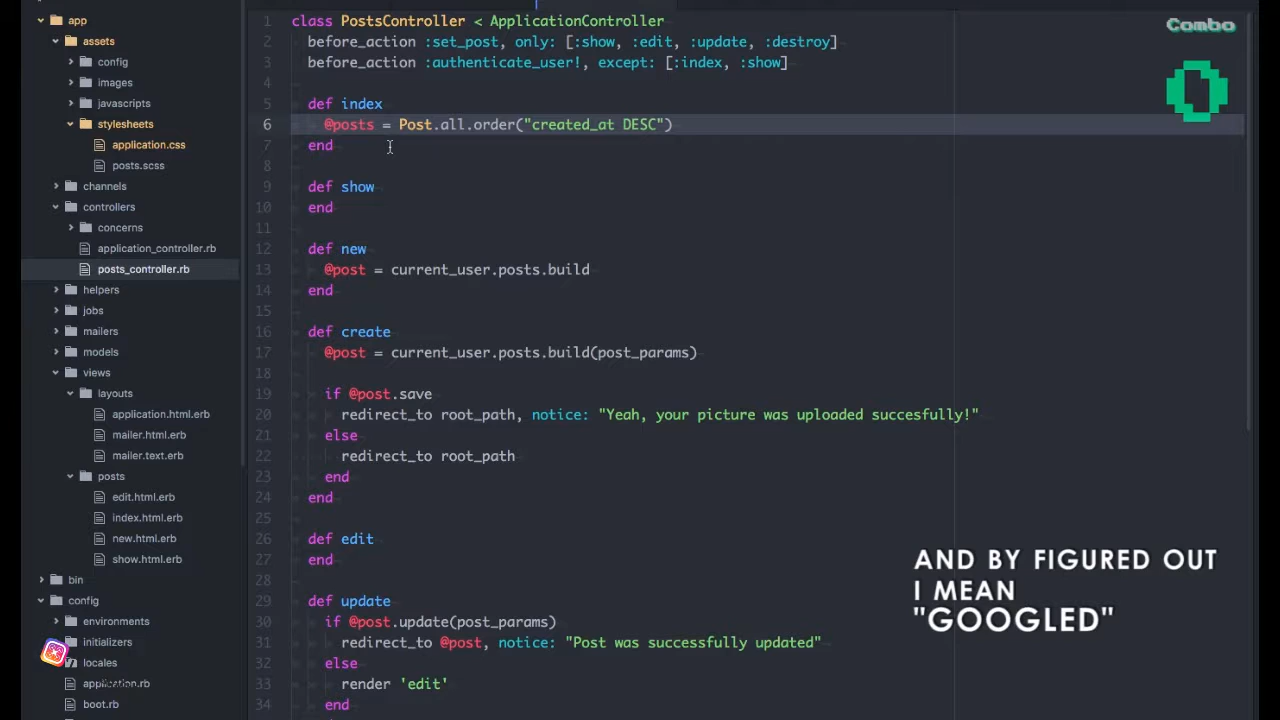 app
assets
config
images
javascripts
stylesheets
application.css
posts.scss
channels
controllers
concerns
application_controller.rb
posts_controller.rb
helpers
jobs
mailers
models
views
layouts
application.html.erb
mailer.html.erb
mailer.text.erb
posts
edit.html.erb
index.html.erb
new.html.erb
show.html.erb
bin
config
environments
initializers
locales
application.rb
boot.rb
1 class PostsController < ApplicationController
2 before_action :set_post, only: [:show, :edit, :update, :destroy]
3 before_action :authenticate_user!, except: [:index, :show]
4
5 def index
6 @posts = Post.all.order("created_at DESC")
7 end
8
9 def show
10 end
11
12 def new
13 @post = current_user.posts.build
14 end
15
16 def create
17 @post = current_user.posts.build(post_params)
18
19 if @post.save
20 redirect_to root_path, notice: "Yeah, your picture was uploaded succesfully!"
21 else
22 redirect_to root_path
23 end
24 end
25
26 def edit
27 end
28
29 def update
30 if @post.update(post_params)
31 redirect_to @post, notice: "Post was successfully updated"
32 else
33 render 'edit'
34 end
Combo
0
AND BY FIGURED OUT
I MEAN
"GOOGLED"